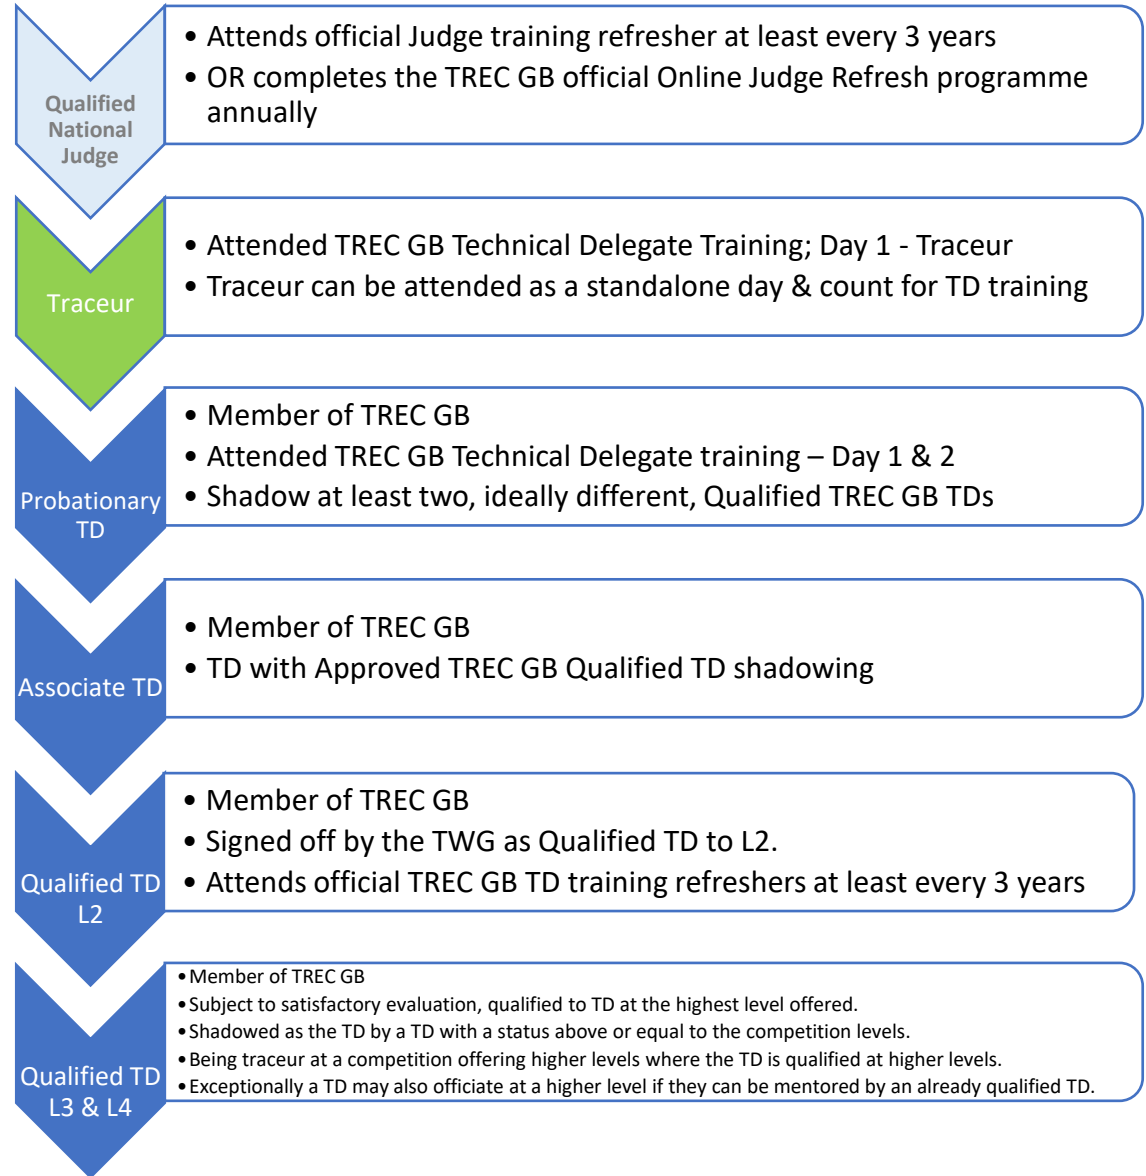 Qualified
National
Judge
• Attends official Judge training refresher at least every 3 years
• OR completes the TREC GB official Online Judge Refresh programme
annually
Traceur
• Attended TREC GB Technical Delegate Training; Day 1 - Traceur
• Traceur can be attended as a standalone day & count for TD training
Probationary
TD
• Member of TREC GB
• Attended TREC GB Technical Delegate training – Day 1 & 2
• Shadow at least two, ideally different, Qualified TREC GB TDs
Associate TD
• Member of TREC GB
• TD with Approved TREC GB Qualified TD shadowing
Qualified TD
L2
• Member of TREC GB
• Signed off by the TWG as Qualified TD to L2.
• Attends official TREC GB TD training refreshers at least every 3 years
Qualified TD
L3 & L4
• Member of TREC GB
• Subject to satisfactory evaluation, qualified to TD at the highest level offered.
• Shadowed as the TD by a TD with a status above or equal to the competition levels.
• Being traceur at a competition offering higher levels where the TD is qualified at higher levels.
• Exceptionally a TD may also officiate at a higher level if they can be mentored by an already qualified TD.